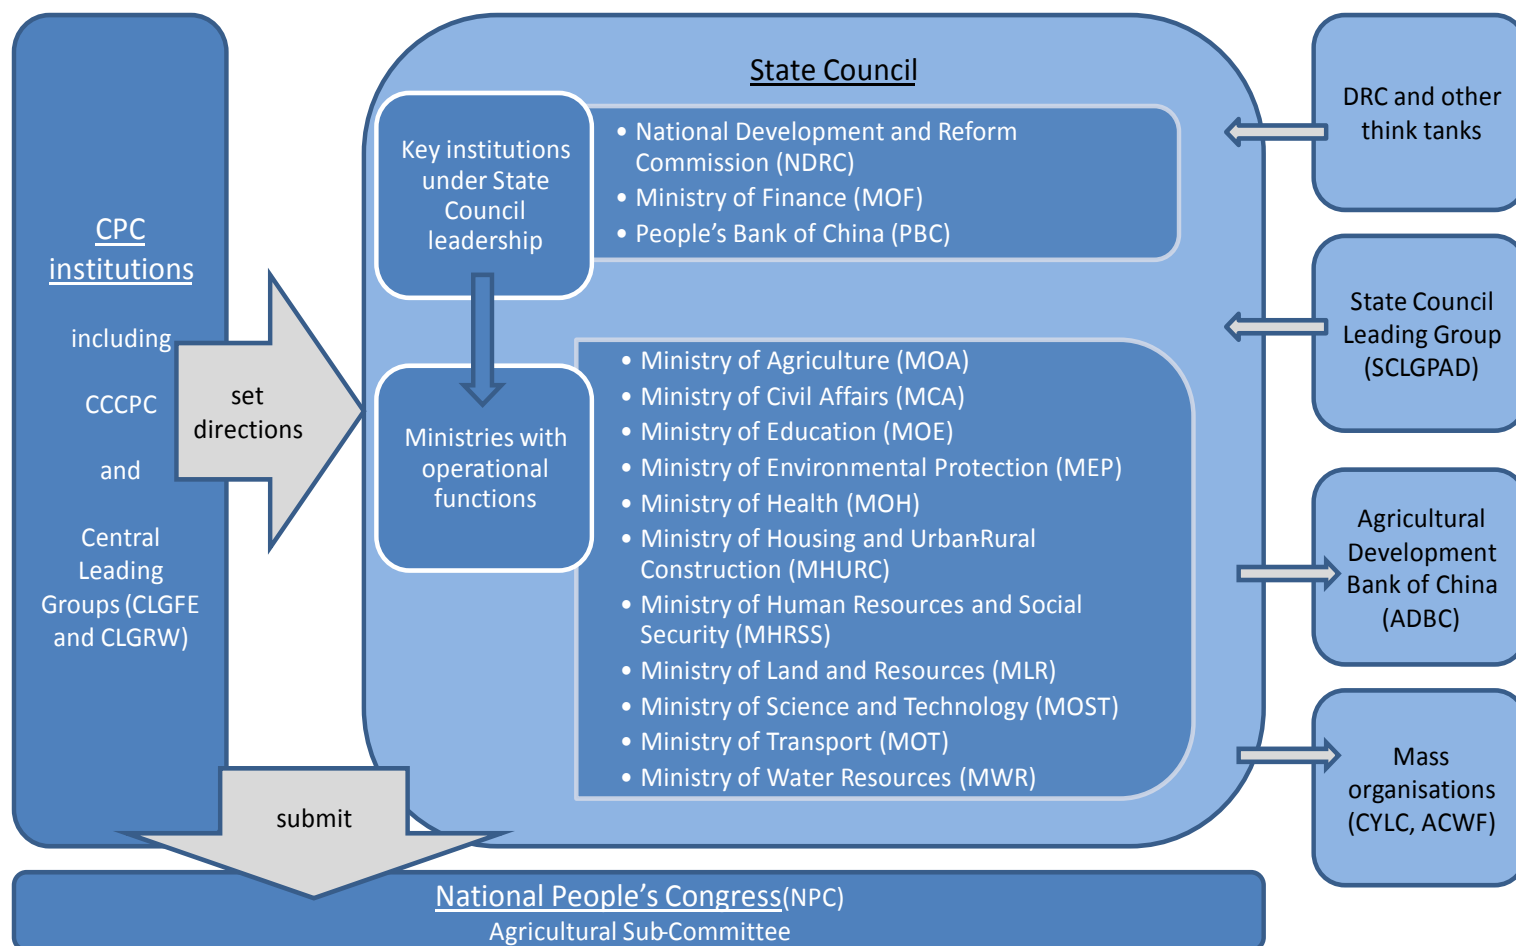 CPC
institutions
including
CCCPC
and
Central
Leading
Groups (CLGFE
and CLGRW)
set
directions
submit
State Council
Key institutions
under State
Council
leadership
• National Development and Reform
Commission (NDRC)
• Ministry of Finance (MOF)
• People's Bank of China (PBC)
Ministries with
operational
functions
• Ministry of Agriculture (MOA)
• Ministry of Civil Affairs (MCA)
• Ministry of Education (MOE)
• Ministry of Environmental Protection (MEP)
• Ministry of Health (MOH)
• Ministry of Housing and Urban-Rural
Construction (MHURC)
• Ministry of Human Resources and Social
Security (MHRSS)
• Ministry of Land and Resources (MLR)
• Ministry of Science and Technology (MOST)
• Ministry of Transport (MOT)
• Ministry of Water Resources (MWR)
DRC and other
think tanks
State Council
Leading Group
(SCLGPAD)
Agricultural
Development
Bank of China
(ADBC)
Mass
organisations
(CYLC, ACWF)
National People's Congress(NPC)
Agricultural Sub-Committee